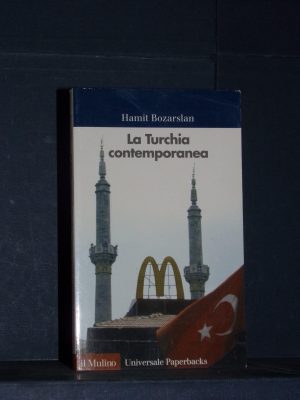 Hamit Bozarslan
La Turchia
contemporanea
il Mulino
Universale Paperbacks